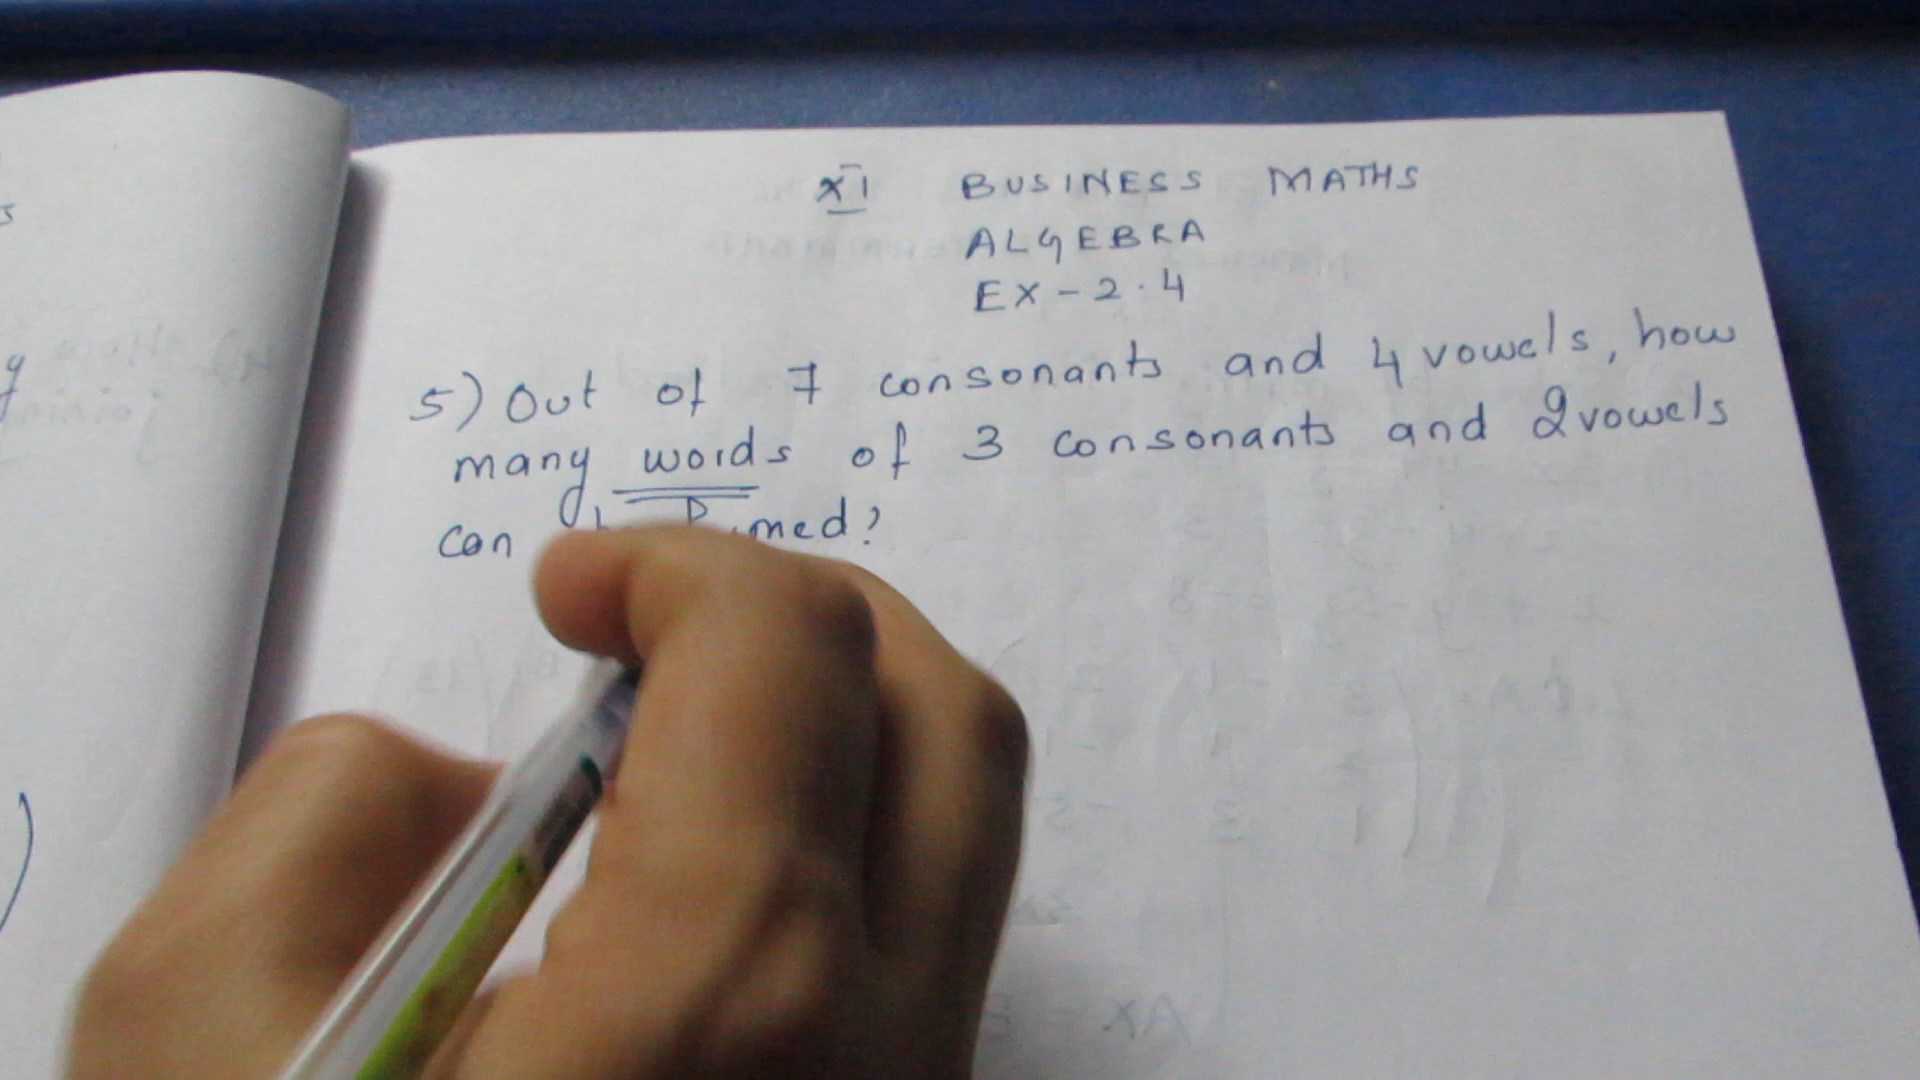 XI BUSINESS MATHS
ALGEBRA
EX - 2.4
5) Out of 7 consonants and 4 vowels, how
many words of 3 consonants and 2 vowels
can med?